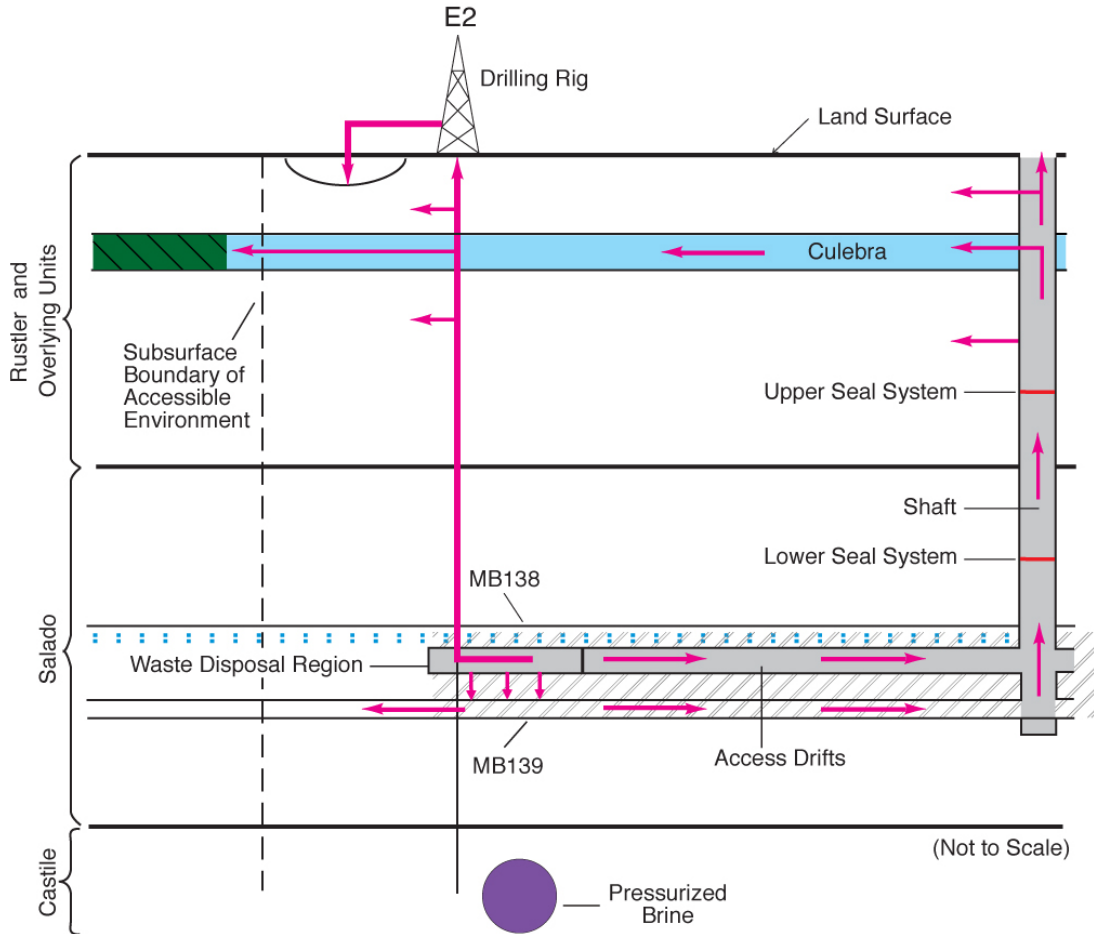 E2
Drilling Rig
Land Surface
Culebra
Rustler and
Overlying Units
Subsurface
Boundary of
Accessible
Environment
Upper Seal System
Shaft
Lower Seal System
MB138
Salado
Waste Disposal Region
MB139
Access Drifts
(Not to Scale)
Castile
Pressurized
Brine